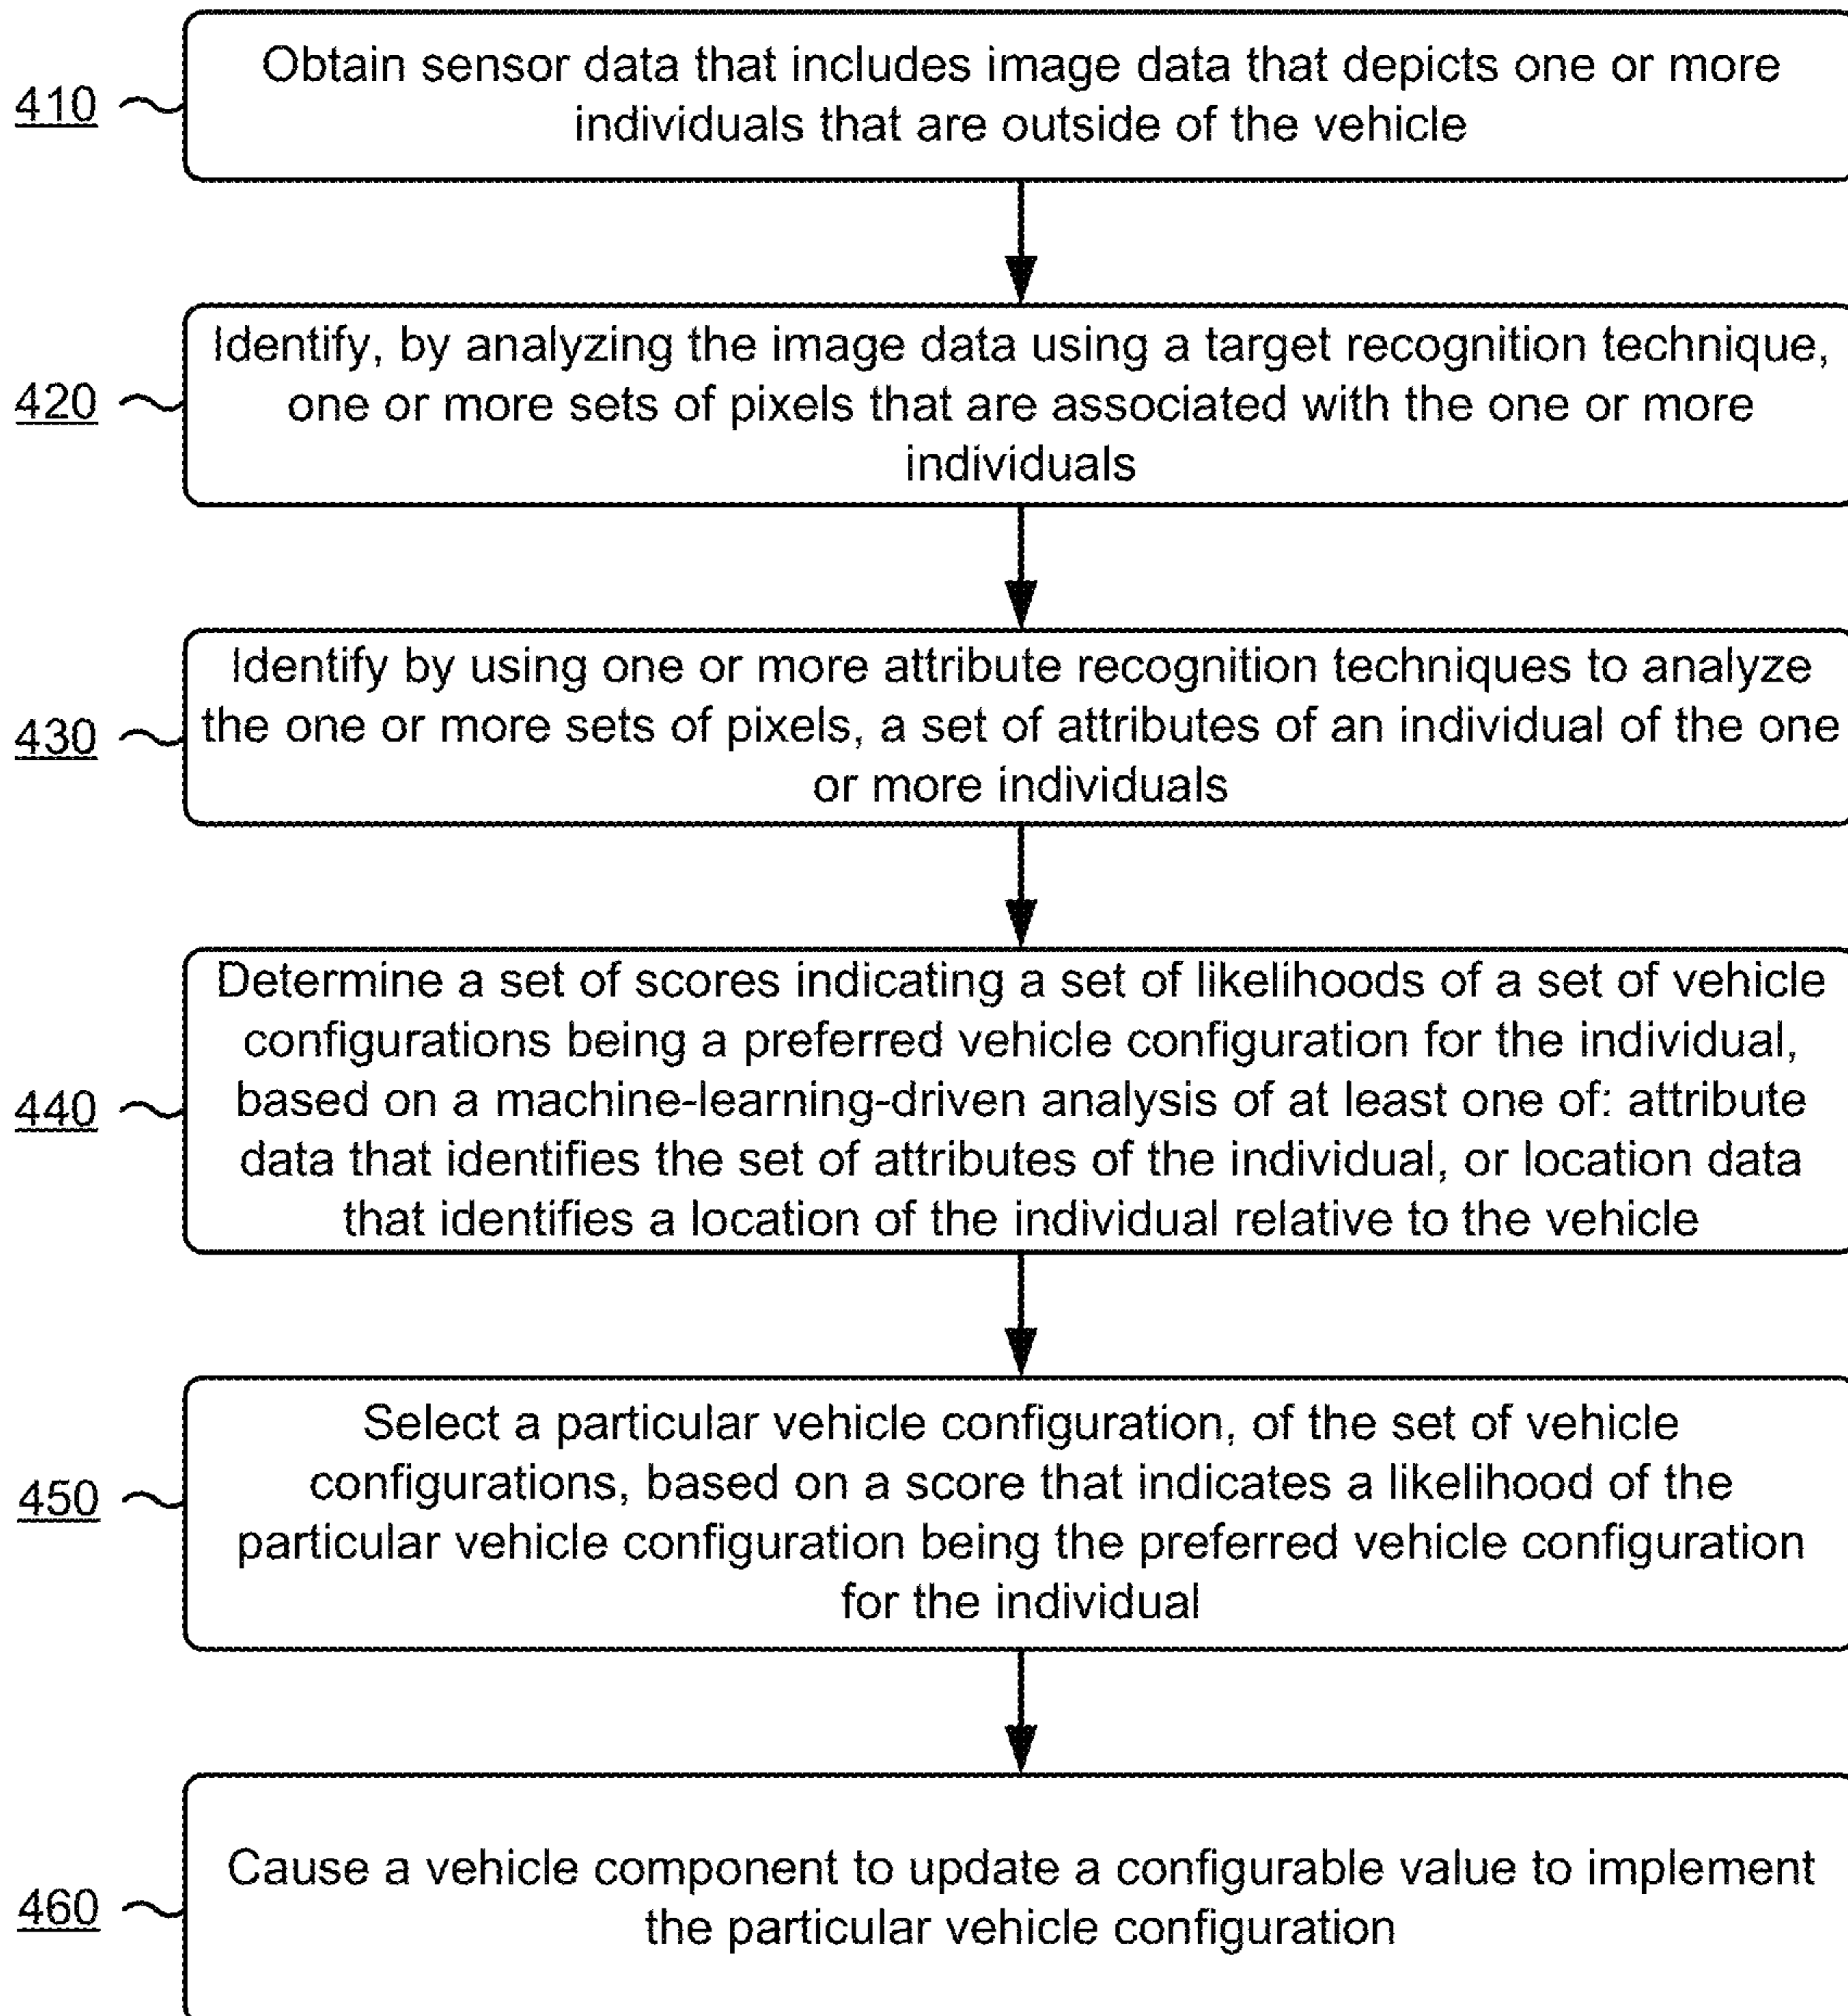 410
Obtain sensor data that includes image data that depicts one or more
individuals that are outside of the vehicle
420
Identify, by analyzing the image data using a target recognition technique,
one or more sets of pixels that are associated with the one or more
individuals
430
Identify by using one or more attribute recognition techniques to analyze
the one or more sets of pixels, a set of attributes of an individual of the one
or more individuals
440
Determine a set of scores indicating a set of likelihoods of a set of vehicle
configurations being a preferred vehicle configuration for the individual,
based on a machine-learning-driven analysis of at least one of: attribute
data that identifies the set of attributes of the individual, or location data
that identifies a location of the individual relative to the vehicle
450
Select a particular vehicle configuration, of the set of vehicle
configurations, based on a score that indicates a likelihood of the
particular vehicle configuration being the preferred vehicle configuration
for the individual
460
Cause a vehicle component to update a configurable value to implement
the particular vehicle configuration